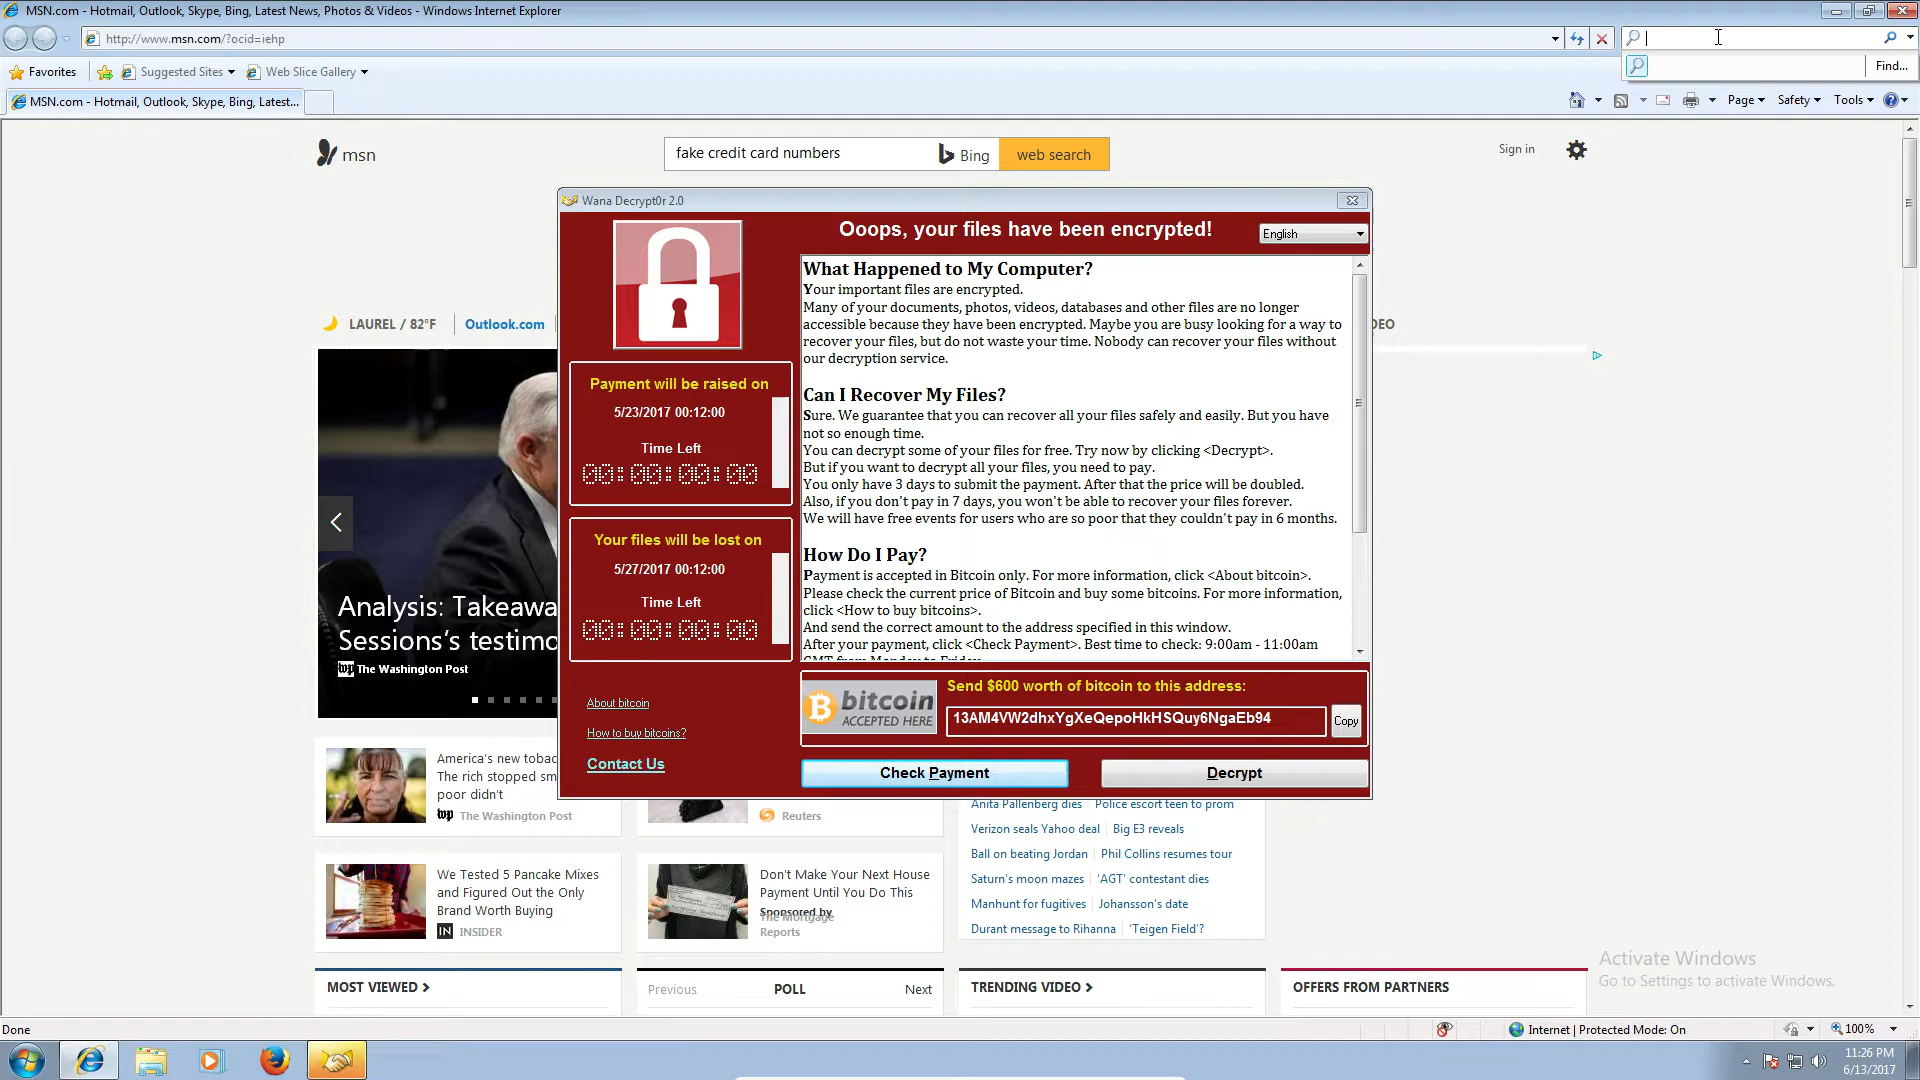 MSN.com - Hotmail, Outlook, Skype, Bing, Latest News, Photos & Videos - Windows Internet Explorer
http://www.msn.com/?ocid=iehp
Find...
Favorites
Suggested Sites
Web Slice Gallery
MSN.com - Hotmail, Outlook, Skype, Bing, Latest...
Page
Safety
Tools
msn
fake credit card numbers
Bing
web search
Sign in
LAUREL / 82°F
Outlook.com
DEO
Wana Decrypt0r 2.0
Ooops, your files have been encrypted!
English
Payment will be raised on
5/23/2017 00:12:00
Time Left
00:00:00:00
Your files will be lost on
5/27/2017 00:12:00
Time Left
00:00:00:00
About bitcoin
How to buy bitcoins?
Contact Us
What Happened to My Computer?
Your important files are encrypted.
Many of your documents, photos, videos, databases and other files are no longer
accessible because they have been encrypted. Maybe you are busy looking for a way to
recover your files, but do not waste your time. Nobody can recover your files without
our decryption service.
Can I Recover My Files?
Sure. We guarantee that you can recover all your files safely and easily. But you have
not so enough time.
You can decrypt some of your files for free. Try now by clicking <Decrypt>.
But if you want to decrypt all your files, you need to pay.
You only have 3 days to submit the payment. After that the price will be doubled.
Also, if you don't pay in 7 days, you won't be able to recover your files forever.
We will have free events for users who are so poor that they couldn't pay in 6 months.
How Do I Pay?
Payment is accepted in Bitcoin only. For more information, click <About bitcoin>.
Please check the current price of Bitcoin and buy some bitcoins. For more information,
click <How to buy bitcoins>.
And send the correct amount to the address specified in this window.
After your payment, click <Check Payment>. Best time to check: 9:00am - 11:00am
GMT from Monday to Friday
bitcoin
ACCEPTED HERE
Send $600 worth of bitcoin to this address:
13AM4VW2dhxYgXeQepoHkHSQuy6NgaEb94
Copy
Check Payment
Decrypt
Analysis: Takeawa
Sessions's testimo
wp The Washington Post
America's new tobac
The rich stopped sm
poor didn't
wp The Washington Post
Reuters
Anita Pallenberg dies
Police escort teen to prom
Verizon seals Yahoo deal
Big E3 reveals
Ball on beating Jordan
Phil Collins resumes tour
Saturn's moon mazes
'AGT' contestant dies
Manhunt for fugitives
Johansson's date
Durant message to Rihanna
'Teigen Field'?
We Tested 5 Pancake Mixes
and Figured Out the Only
Brand Worth Buying
IN INSIDER
Don't Make Your Next House
Payment Until You Do This
Sponsored by
The Mortgage
Reports
Activate Windows
Go to Settings to activate Windows.
MOST VIEWED
Previous
POLL
Next
TRENDING VIDEO
OFFERS FROM PARTNERS
Done
Internet | Protected Mode: On
100%
11:26 PM
6/13/2017